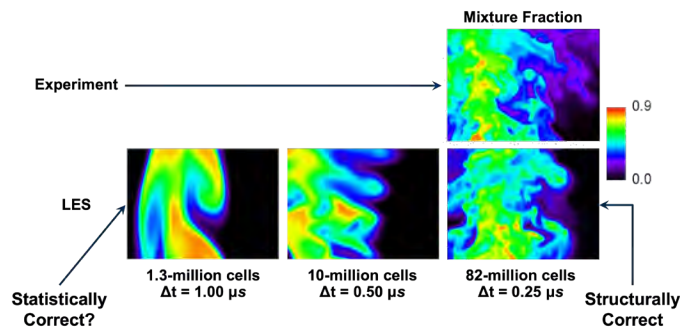 Mixture Fraction
Experiment
0.9
0.0
LES
1.3-million cells
Δt = 1.00 µs
10-million cells
Δt = 0.50 µs
82-million cells
Δt = 0.25 µs
Statistically
Correct?
Structurally
Correct